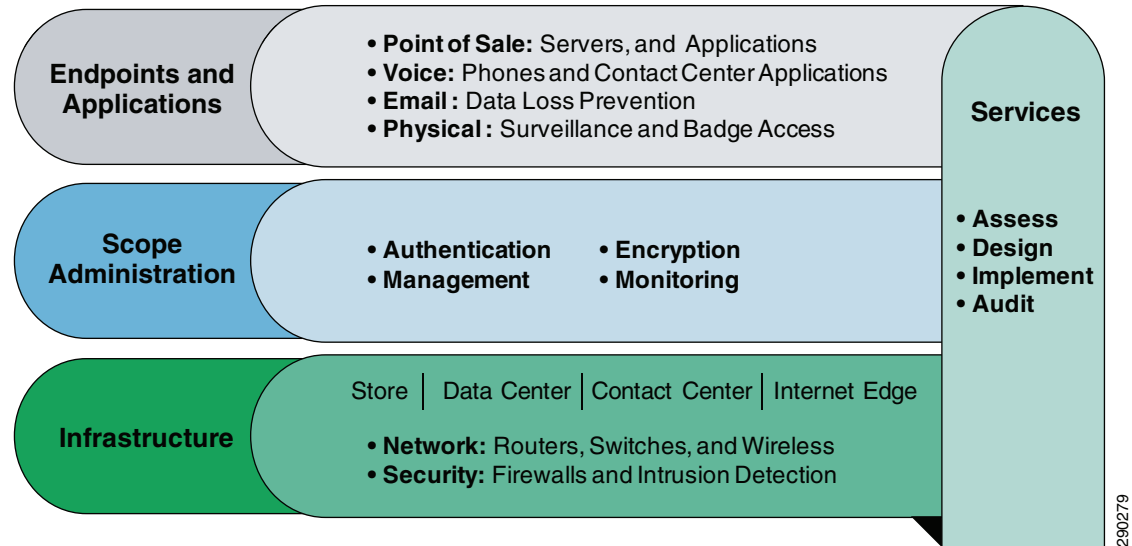 Endpoints and
Applications
• Point of Sale: Servers, and Applications
• Voice: Phones and Contact Center Applications
• Email : Data Loss Prevention
• Physical : Surveillance and Badge Access
Services
• Assess
• Design
• Implement
• Audit
Scope
Administration
• Authentication
• Management
• Encryption
• Monitoring
Infrastructure
Store | Data Center | Contact Center | Internet Edge
• Network: Routers, Switches, and Wireless
• Security: Firewalls and Intrusion Detection
290279